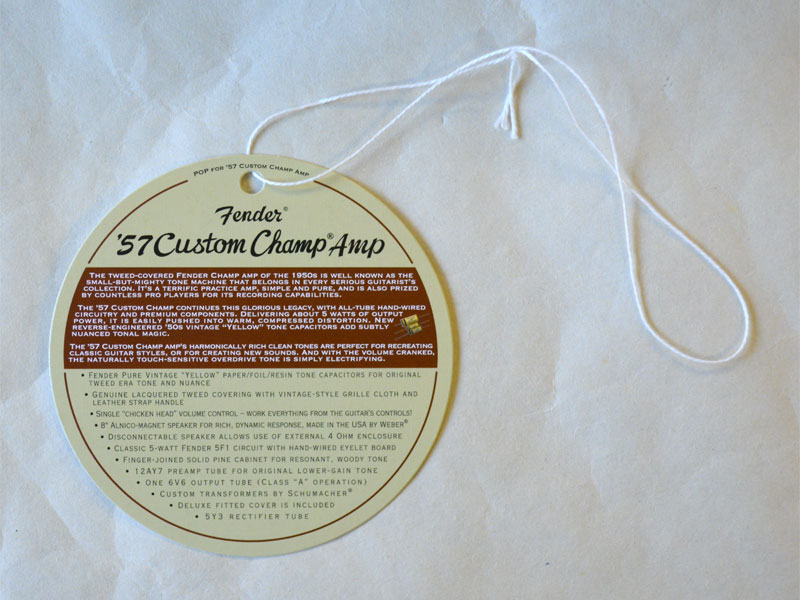 POP FOR '57 CUSTOM CHAMP AMP
Fender®
'57 Custom Champ® Amp
THE TWEED-COVERED FENDER CHAMP AMP OF THE 1950S IS WELL KNOWN AS THE
SMALL-BUT-MIGHTY TONE MACHINE THAT BELONGS IN EVERY SERIOUS GUITARIST'S
COLLECTION. IT'S A TERRIFIC PRACTICE AMP, SIMPLE AND PURE, AND IS ALSO PRIZED
BY COUNTLESS PRO PLAYERS FOR ITS RECORDING CAPABILITIES.
THE '57 CUSTOM CHAMP CONTINUES THIS GLORIOUS LEGACY, WITH ALL-TUBE HAND-WIRED
CIRCUITRY AND PREMIUM COMPONENTS. DELIVERING ABOUT 5 WATTS OF OUTPUT
POWER, IT IS EASILY PUSHED INTO WARM, COMPRESSED DISTORTION. NEW
REVERSE-ENGINEERED '50S VINTAGE "YELLOW" TONE CAPACITORS ADD SUBTLY
NUANCED TONAL MAGIC.
THE '57 CUSTOM CHAMP AMP'S HARMONICALLY RICH CLEAN TONES ARE PERFECT FOR RECREATING
CLASSIC GUITAR STYLES, OR FOR CREATING NEW SOUNDS. AND WITH THE VOLUME CRANKED,
THE NATURALLY TOUCH-SENSITIVE OVERDRIVE TONE IS SIMPLY ELECTRIFYING.
• FENDER PURE VINTAGE "YELLOW" PAPER/FOIL/RESIN TONE CAPACITORS FOR ORIGINAL
TWEED ERA TONE AND NUANCE
• GENUINE LACQUERED TWEED COVERING WITH VINTAGE-STYLE GRILLE CLOTH AND
LEATHER STRAP HANDLE
• SINGLE "CHICKEN HEAD" VOLUME CONTROL – WORK EVERYTHING FROM THE GUITAR'S CONTROLS!
• 8" ALNICO-MAGNET SPEAKER FOR RICH, DYNAMIC RESPONSE, MADE IN THE USA BY WEBER®
• DISCONNECTABLE SPEAKER ALLOWS USE OF EXTERNAL 4 OHM ENCLOSURE
• CLASSIC 5-WATT FENDER 5F1 CIRCUIT WITH HAND-WIRED EYELET BOARD
• FINGER-JOINED SOLID PINE CABINET FOR RESONANT, WOODY TONE
• 12AY7 PREAMP TUBE FOR ORIGINAL LOWER-GAIN TONE
• ONE 6V6 OUTPUT TUBE (CLASS "A" OPERATION)
• CUSTOM TRANSFORMERS BY SCHUMACHER®
• DELUXE FITTED COVER IS INCLUDED
• 5Y3 RECTIFIER TUBE